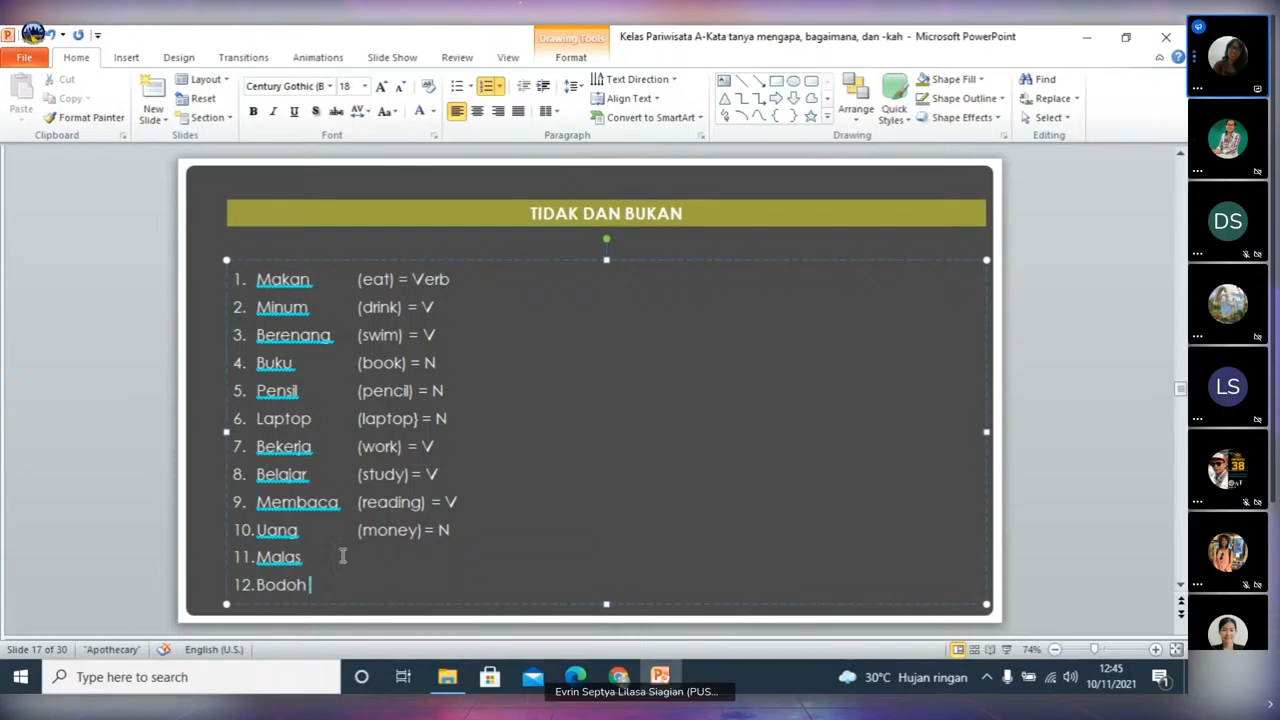 Kelas Pariwisata A-Kata tanya mengapa, bagaimana, dan -kah - Microsoft PowerPoint
Drawing Tools
File Home Insert Design Transitions Animations Slide Show Review View Format
Paste
Cut
Copy
Format Painter
Clipboard
New Slide
Layout
Reset
Section
Slides
Century Gothic (B 18
B I U S abc AV Aa A
Font
Text Direction
Align Text
Convert to SmartArt
Paragraph
Arrange
Quick Styles
Shape Fill
Shape Outline
Shape Effects
Drawing
Find
Replace
Select
Editing
TIDAK DAN BUKAN
1. Makan (eat) = Verb
2. Minum (drink) = V
3. Berenang (swim) = V
4. Buku (book) = N
5. Pensil (pencil) = N
6. Laptop (laptop} = N
7. Bekerja (work) = V
8. Belajar (study) = V
9. Membaca (reading) = V
10. Uang (money) = N
11. Malas
12. Bodoh
DS
LS
38
Slide 17 of 30 "Apothecary" English (U.S.) 74%
Type here to search
30°C Hujan ringan
12:45
10/11/2021
1
Evrin Septya Lilasa Siagian (PUS...